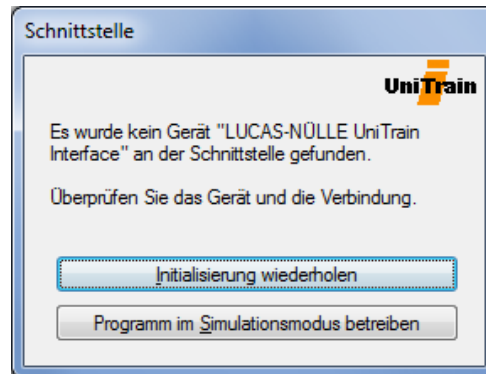 Schnittstelle
UniTrain
Es wurde kein Gerät "LUCAS-NÜLLE UniTrain
Interface" an der Schnittstelle gefunden.
Überprüfen Sie das Gerät und die Verbindung.
Initialisierung wiederholen
Programm im Simulationsmodus betreiben